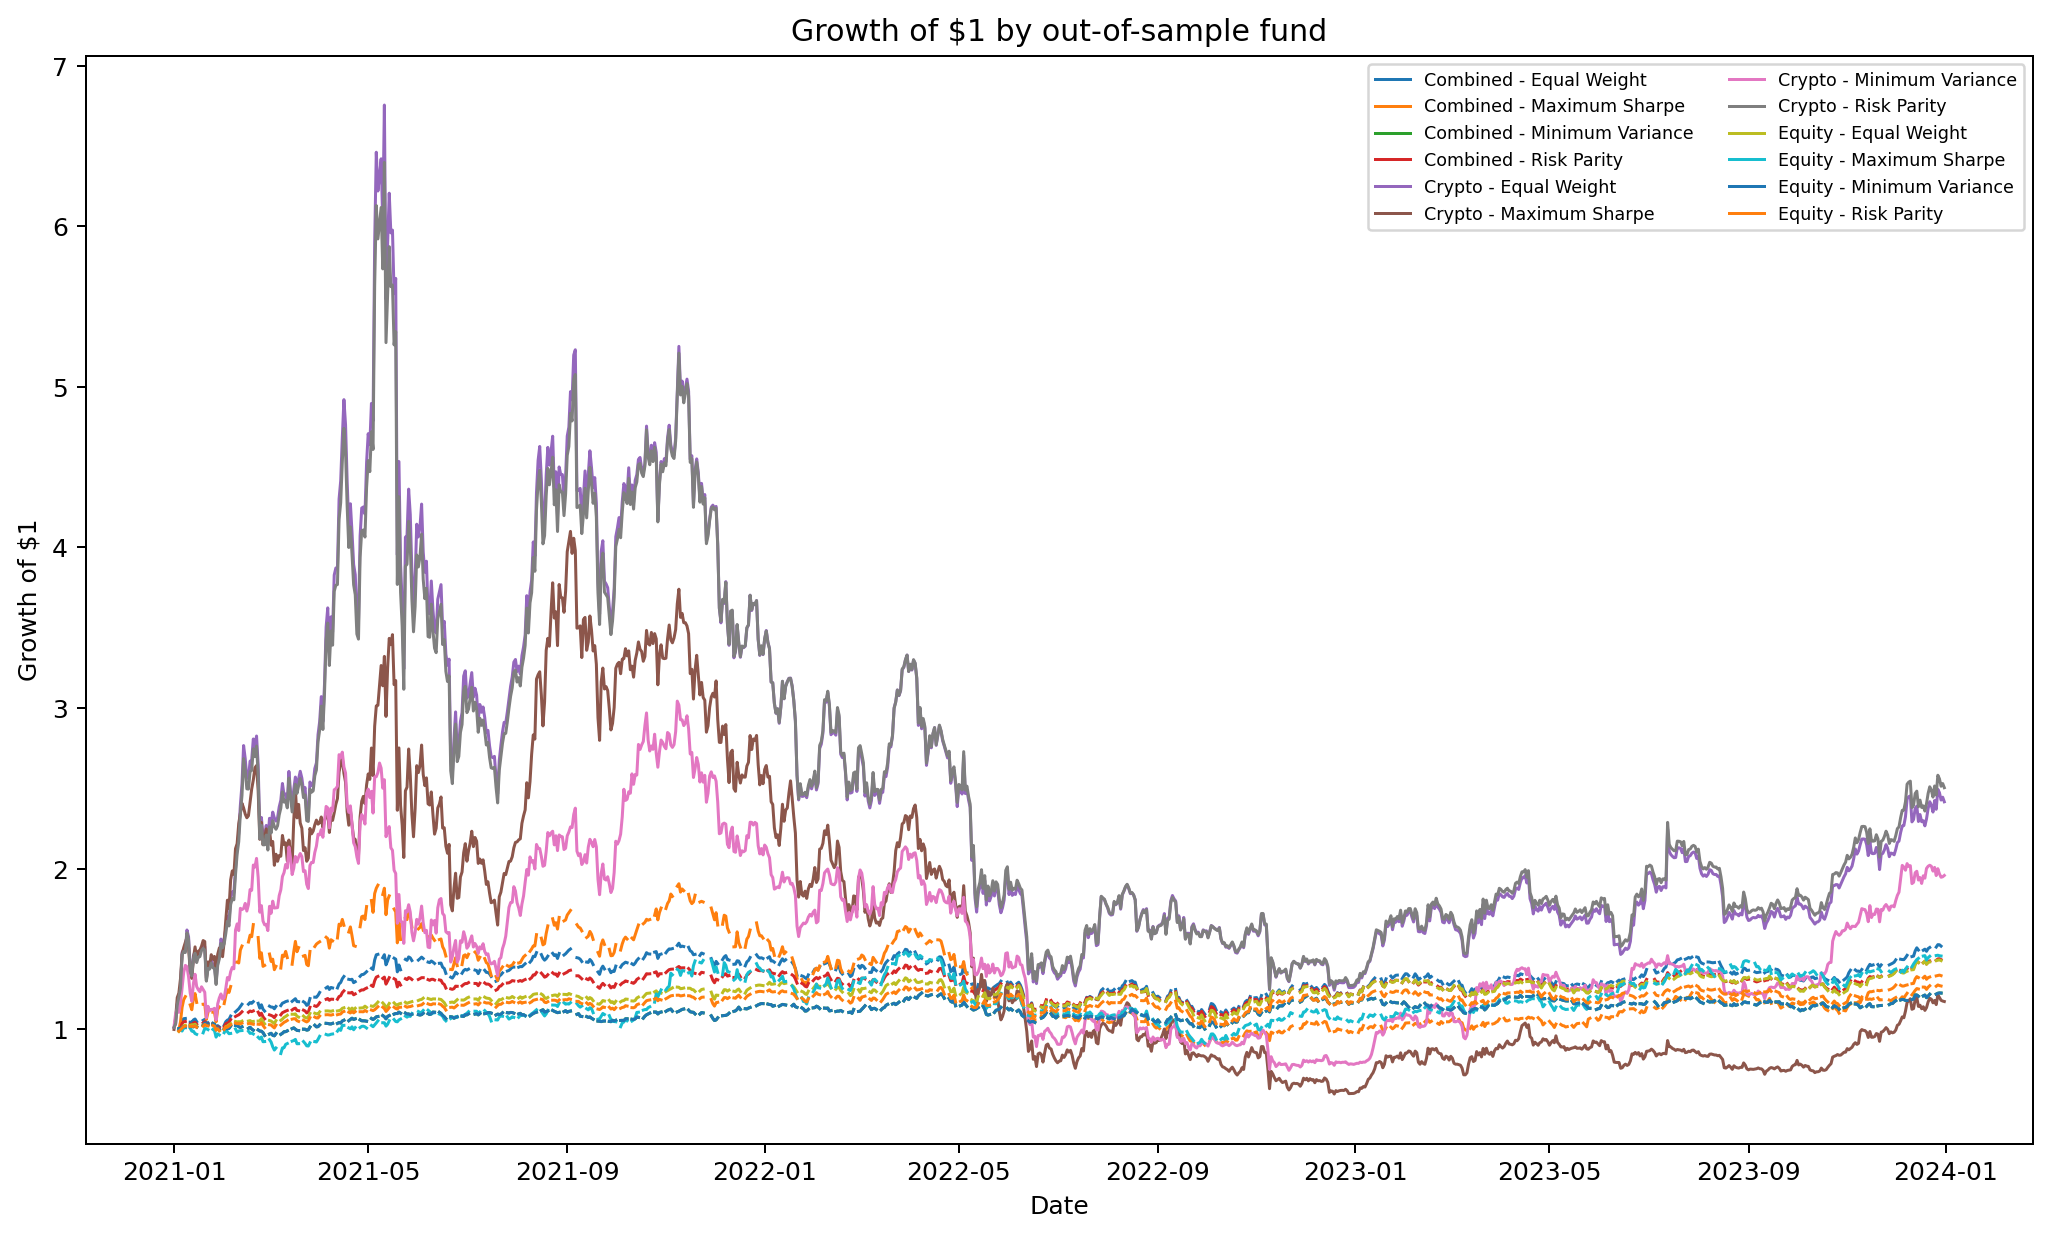 Growth of $1 by out-of-sample fund
7
6
5
4
3
2
1
Growth of $1
Combined - Equal Weight
Combined - Maximum Sharpe
Combined - Minimum Variance
Combined - Risk Parity
Crypto - Equal Weight
Crypto - Maximum Sharpe
Crypto - Minimum Variance
Crypto - Risk Parity
Equity - Equal Weight
Equity - Maximum Sharpe
Equity - Minimum Variance
Equity - Risk Parity
2021-01 2021-05 2021-09 2022-01 2022-05 2022-09 2023-01 2023-05 2023-09 2024-01
Date